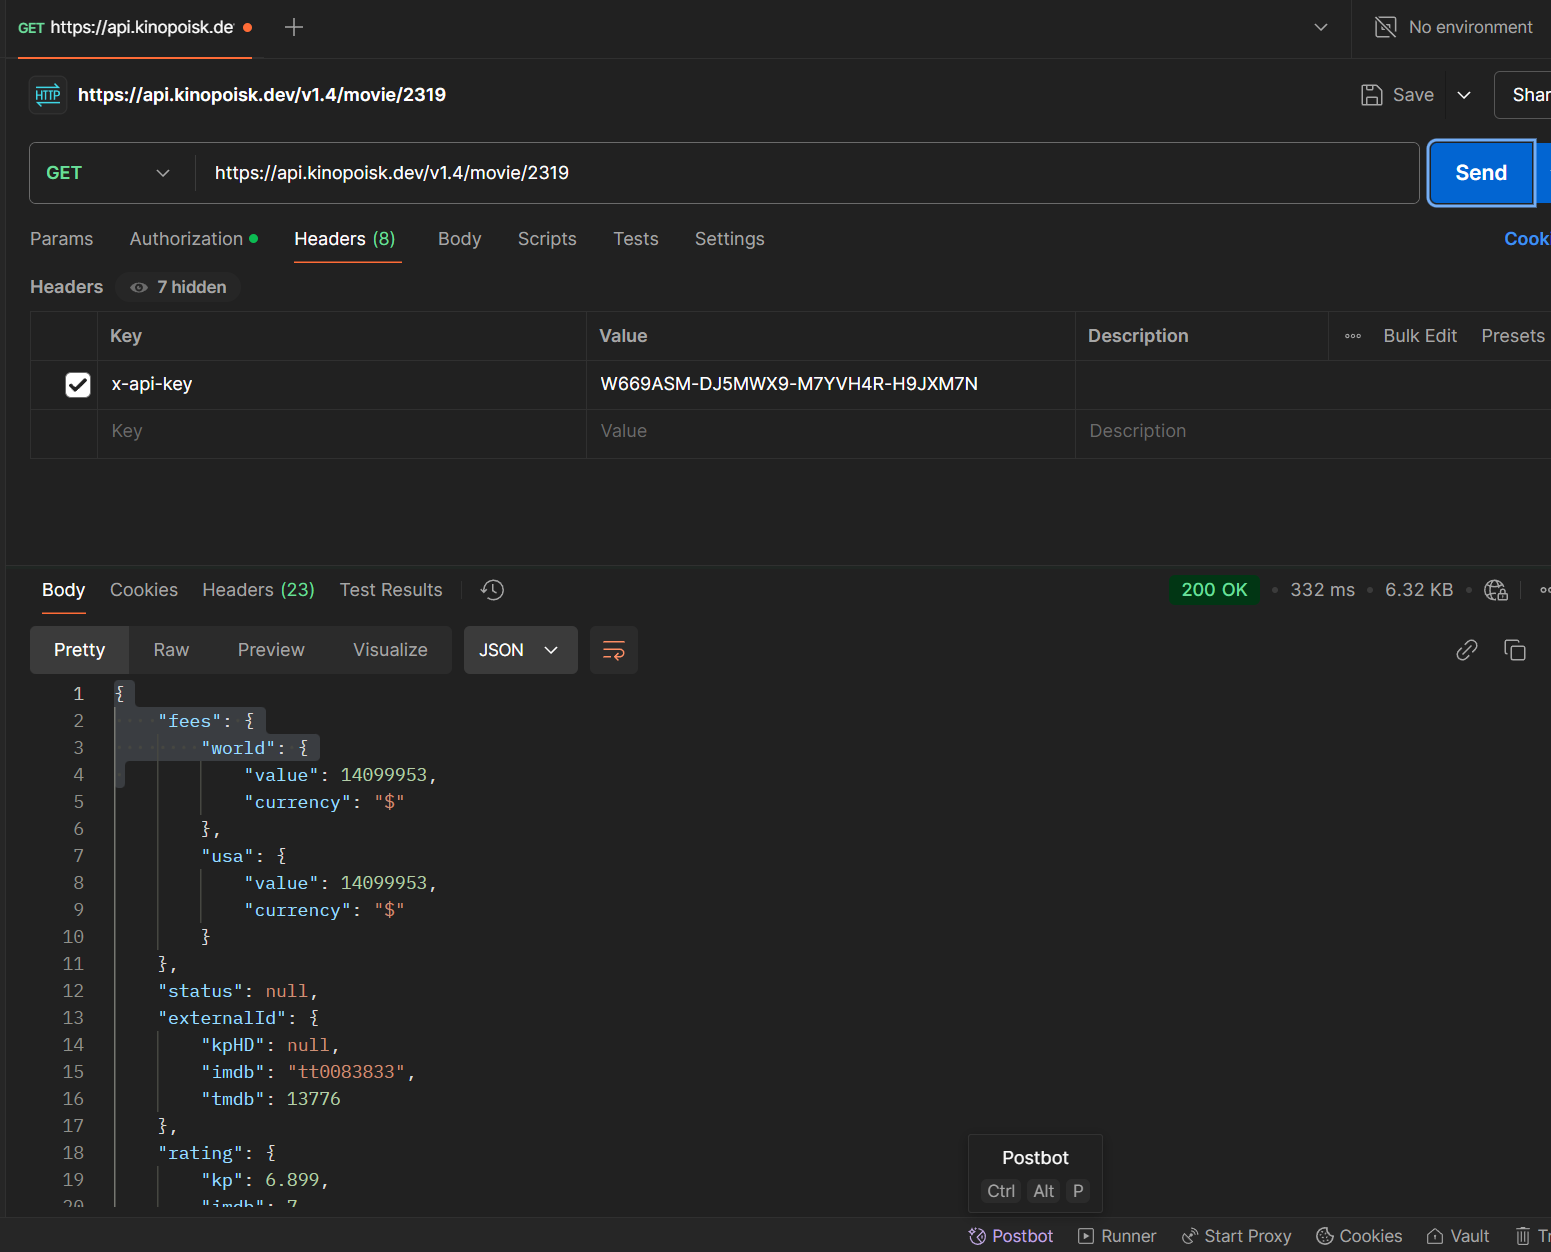 GET https://api.kinopoisk.de
No environment
HTTP https://api.kinopoisk.dev/v1.4/movie/2319
Save
Shar
GET https://api.kinopoisk.dev/v1.4/movie/2319
Send
Params Authorization Headers (8) Body Scripts Tests Settings
Cook
Headers 7 hidden
Key Value Description Bulk Edit Presets
x-api-key W669ASM-DJ5MWX9-M7YVH4R-H9JXM7N
Key Value Description
Body Cookies Headers (23) Test Results
200 OK • 332 ms • 6.32 KB
Pretty Raw Preview Visualize JSON
1 {
2 "fees": {
3 "world": {
4 "value": 14099953,
5 "currency": "$"
6 },
7 "usa": {
8 "value": 14099953,
9 "currency": "$"
10 }
11 },
12 "status": null,
13 "externalId": {
14 "kpHD": null,
15 "imdb": "tt0083833",
16 "tmdb": 13776
17 },
18 "rating": {
19 "kp": 6.899,
20 "imdb": 7
Postbot
Ctrl Alt P
Postbot Runner Start Proxy Cookies Vault Tr